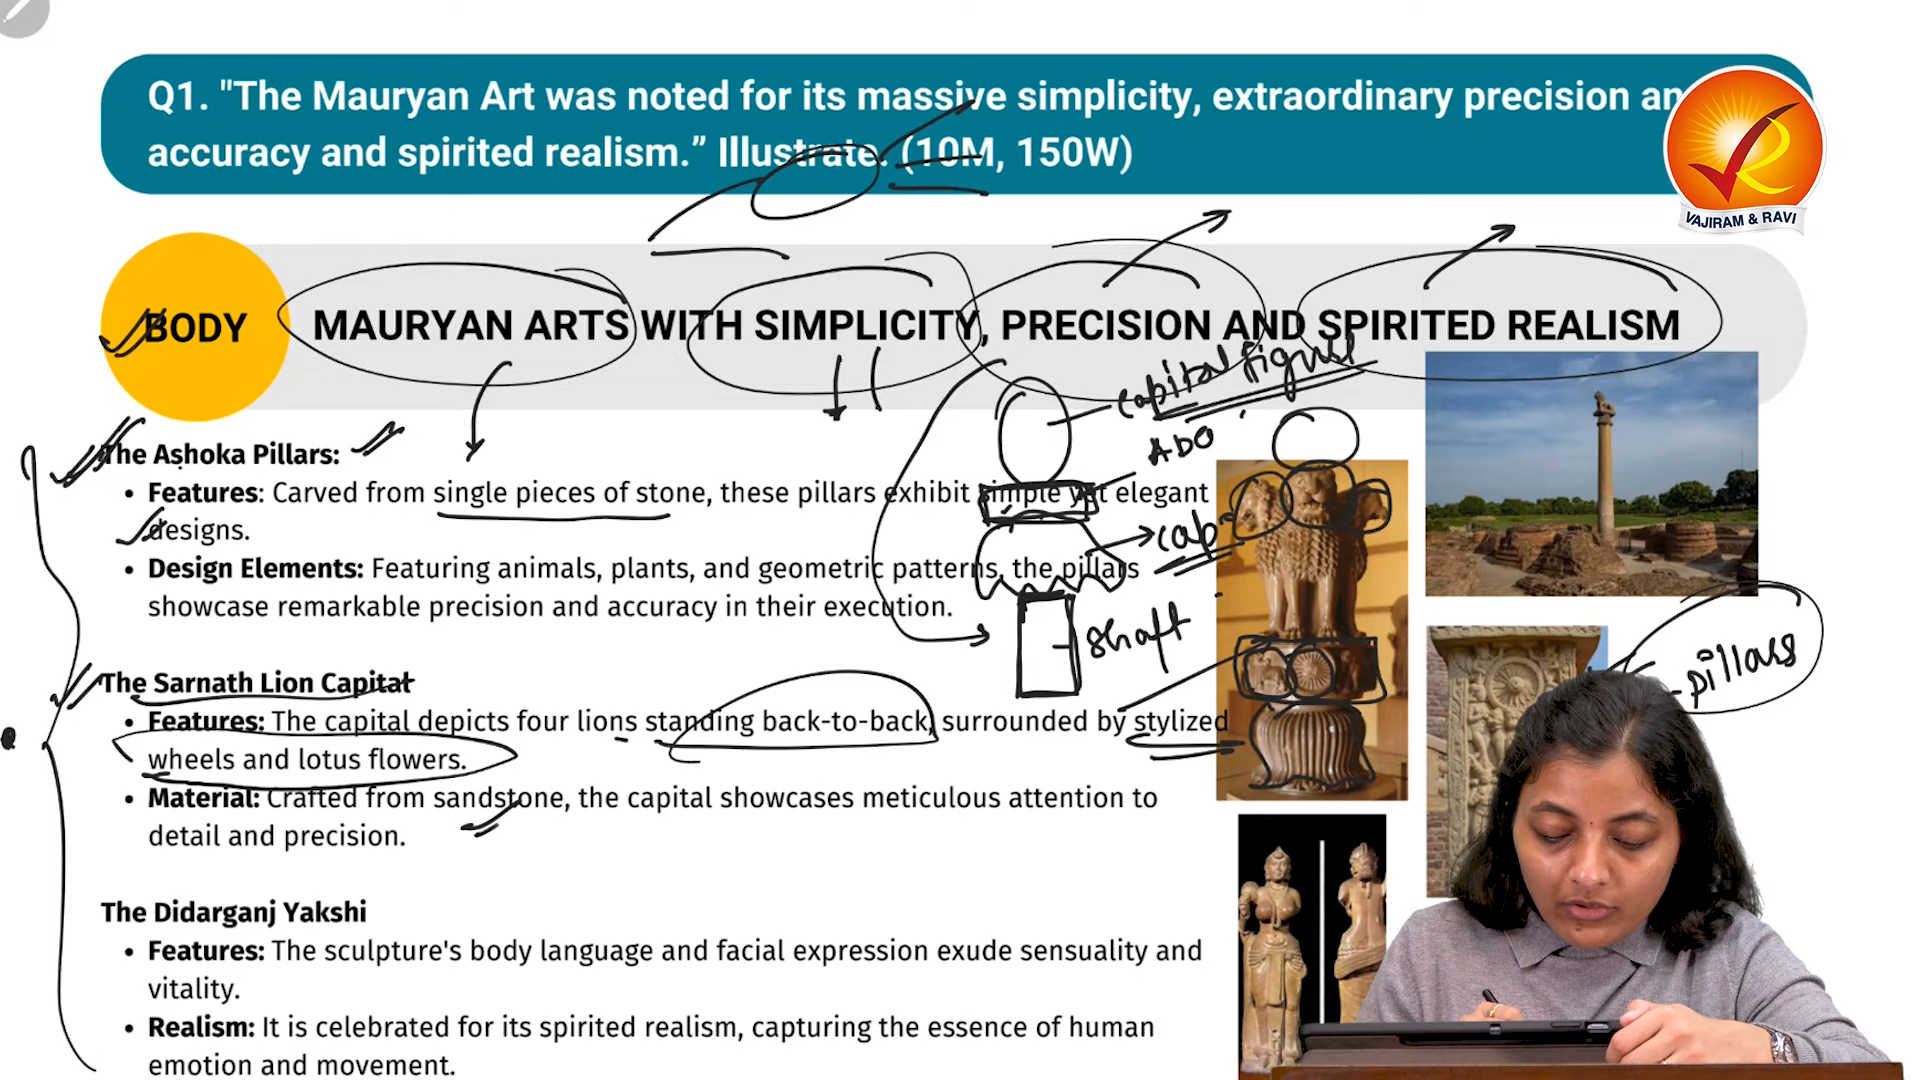 Q1. "The Mauryan Art was noted for its massive simplicity, extraordinary precision an
accuracy and spirited realism.” Illustrate. (10M, 150W)
VAJIRAM & RAVI
BODY
MAURYAN ARTS WITH SIMPLICITY, PRECISION AND SPIRITED REALISM
capital figure
The Ashoka Pillars:
• Features: Carved from single pieces of stone, these pillars exhibit simple yet elegant
designs.
• Design Elements: Featuring animals, plants, and geometric patterns, the pillars
showcase remarkable precision and accuracy in their execution.
shaft
pillars
The Sarnath Lion Capital
• Features: The capital depicts four lions standing back-to-back, surrounded by stylized
wheels and lotus flowers.
• Material: Crafted from sandstone, the capital showcases meticulous attention to
detail and precision.
The Didarganj Yakshi
• Features: The sculpture's body language and facial expression exude sensuality and
vitality.
• Realism: It is celebrated for its spirited realism, capturing the essence of human
emotion and movement.